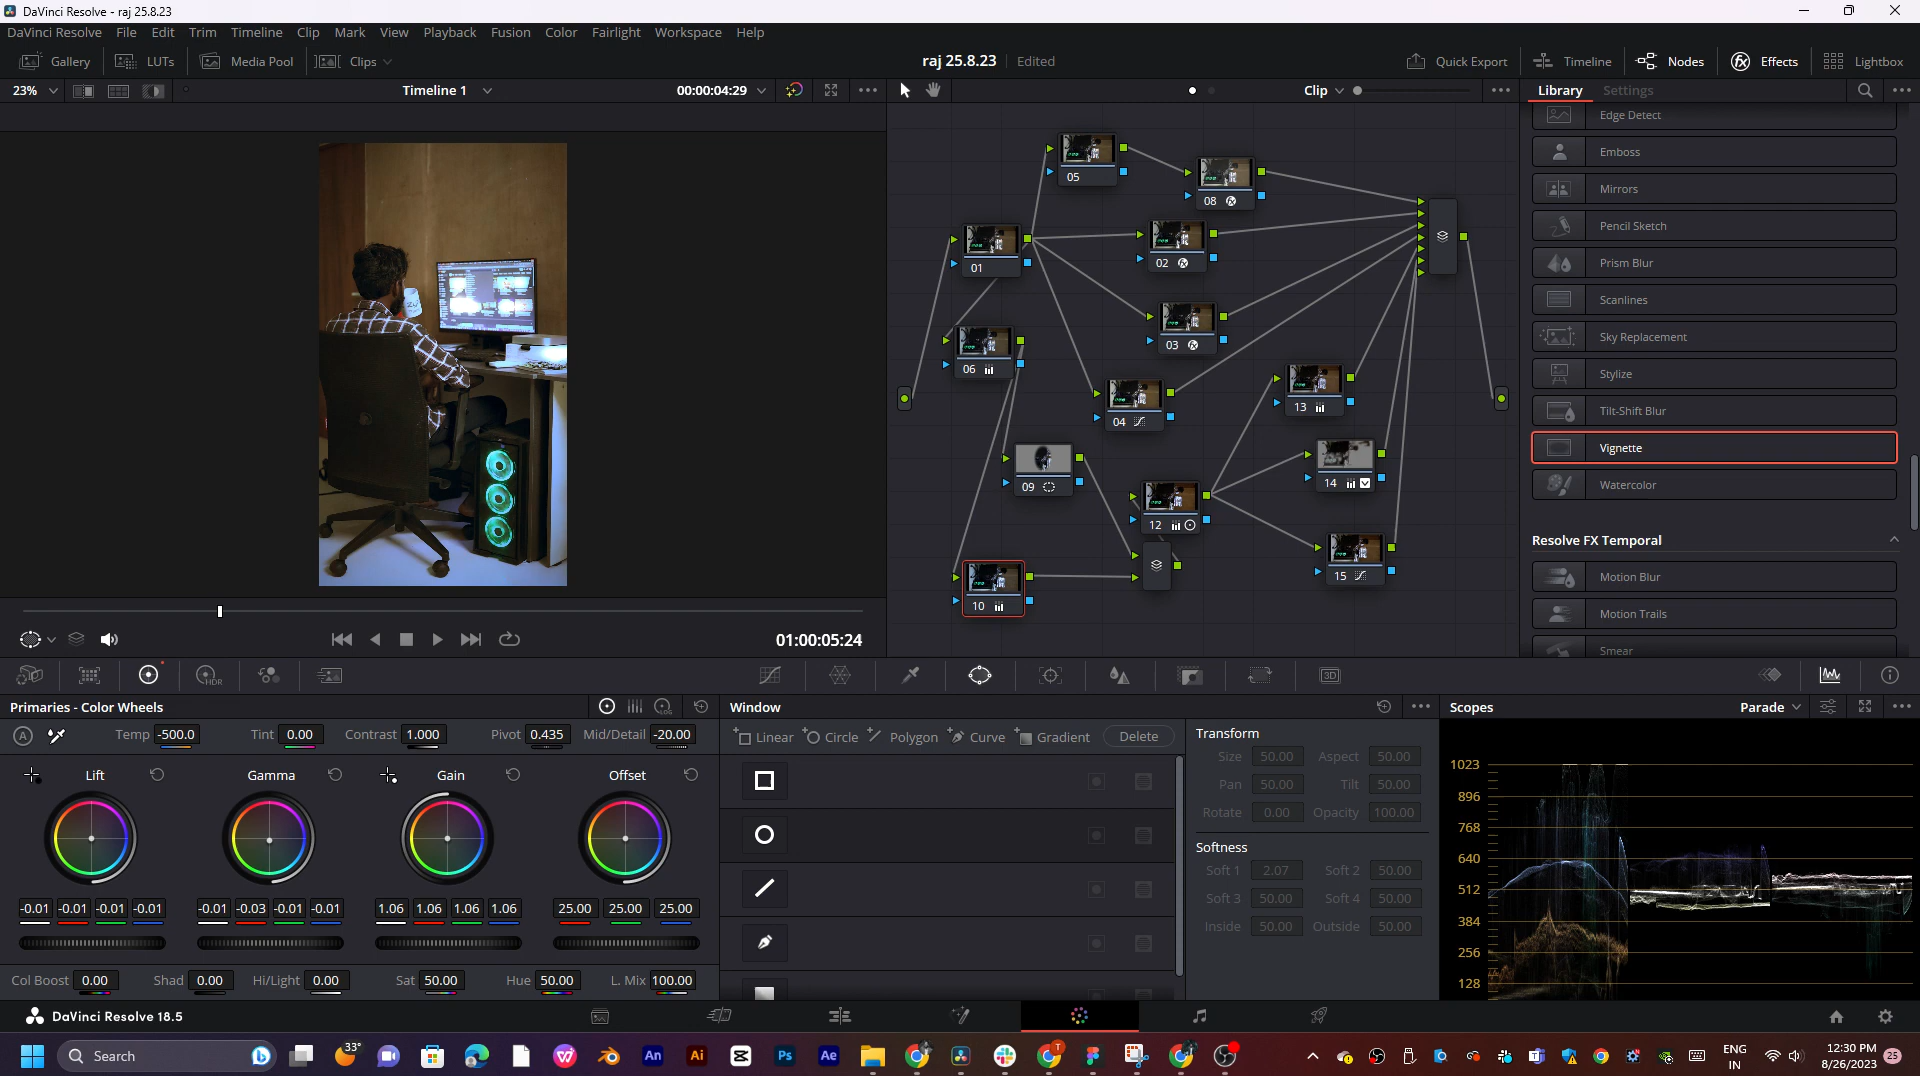 DaVinci Resolve - raj 25.8.23
DaVinci Resolve File Edit Trim Timeline Clip Mark View Playback Fusion Color Fairlight Workspace Help
Gallery LUTs Media Pool Clips raj 25.8.23 Edited Quick Export Timeline Nodes Effects Lightbox
23% Timeline 1 00:00:04:29 Clip Library Settings
Edge Detect
Emboss
Mirrors
Pencil Sketch
Prism Blur
Scanlines
Sky Replacement
Stylize
Tilt-Shift Blur
Vignette
Watercolor
Resolve FX Temporal
Motion Blur
Motion Trails
Smear
05
08
01
02
03
06
04
13
09
14
12
15
10
01:00:05:24
HDR
3D
Primaries - Color Wheels
LOG
Window
Scopes
Parade
A Temp -500.0 Tint 0.00 Contrast 1.000 Pivot 0.435 Mid/Detail -20.00
Linear Circle Polygon Curve Gradient Delete
Lift Gamma Gain Offset
-0.01 -0.01 -0.01 -0.01 -0.01 -0.03 -0.01 -0.01 1.06 1.06 1.06 1.06 25.00 25.00 25.00
Col Boost 0.00 Shad 0.00 Hi/Light 0.00 Sat 50.00 Hue 50.00 L. Mix 100.00
Transform
Size 50.00 Aspect 50.00
Pan 50.00 Tilt 50.00
Rotate 0.00 Opacity 100.00
Softness
Soft 1 2.07 Soft 2 50.00
Soft 3 50.00 Soft 4 50.00
Inside 50.00 Outside 50.00
1023
896
768
640
512
384
256
128
DaVinci Resolve 18.5
Search 33° An Ai Ps Ae T ENG
IN
12:30 PM
8/26/2023
25